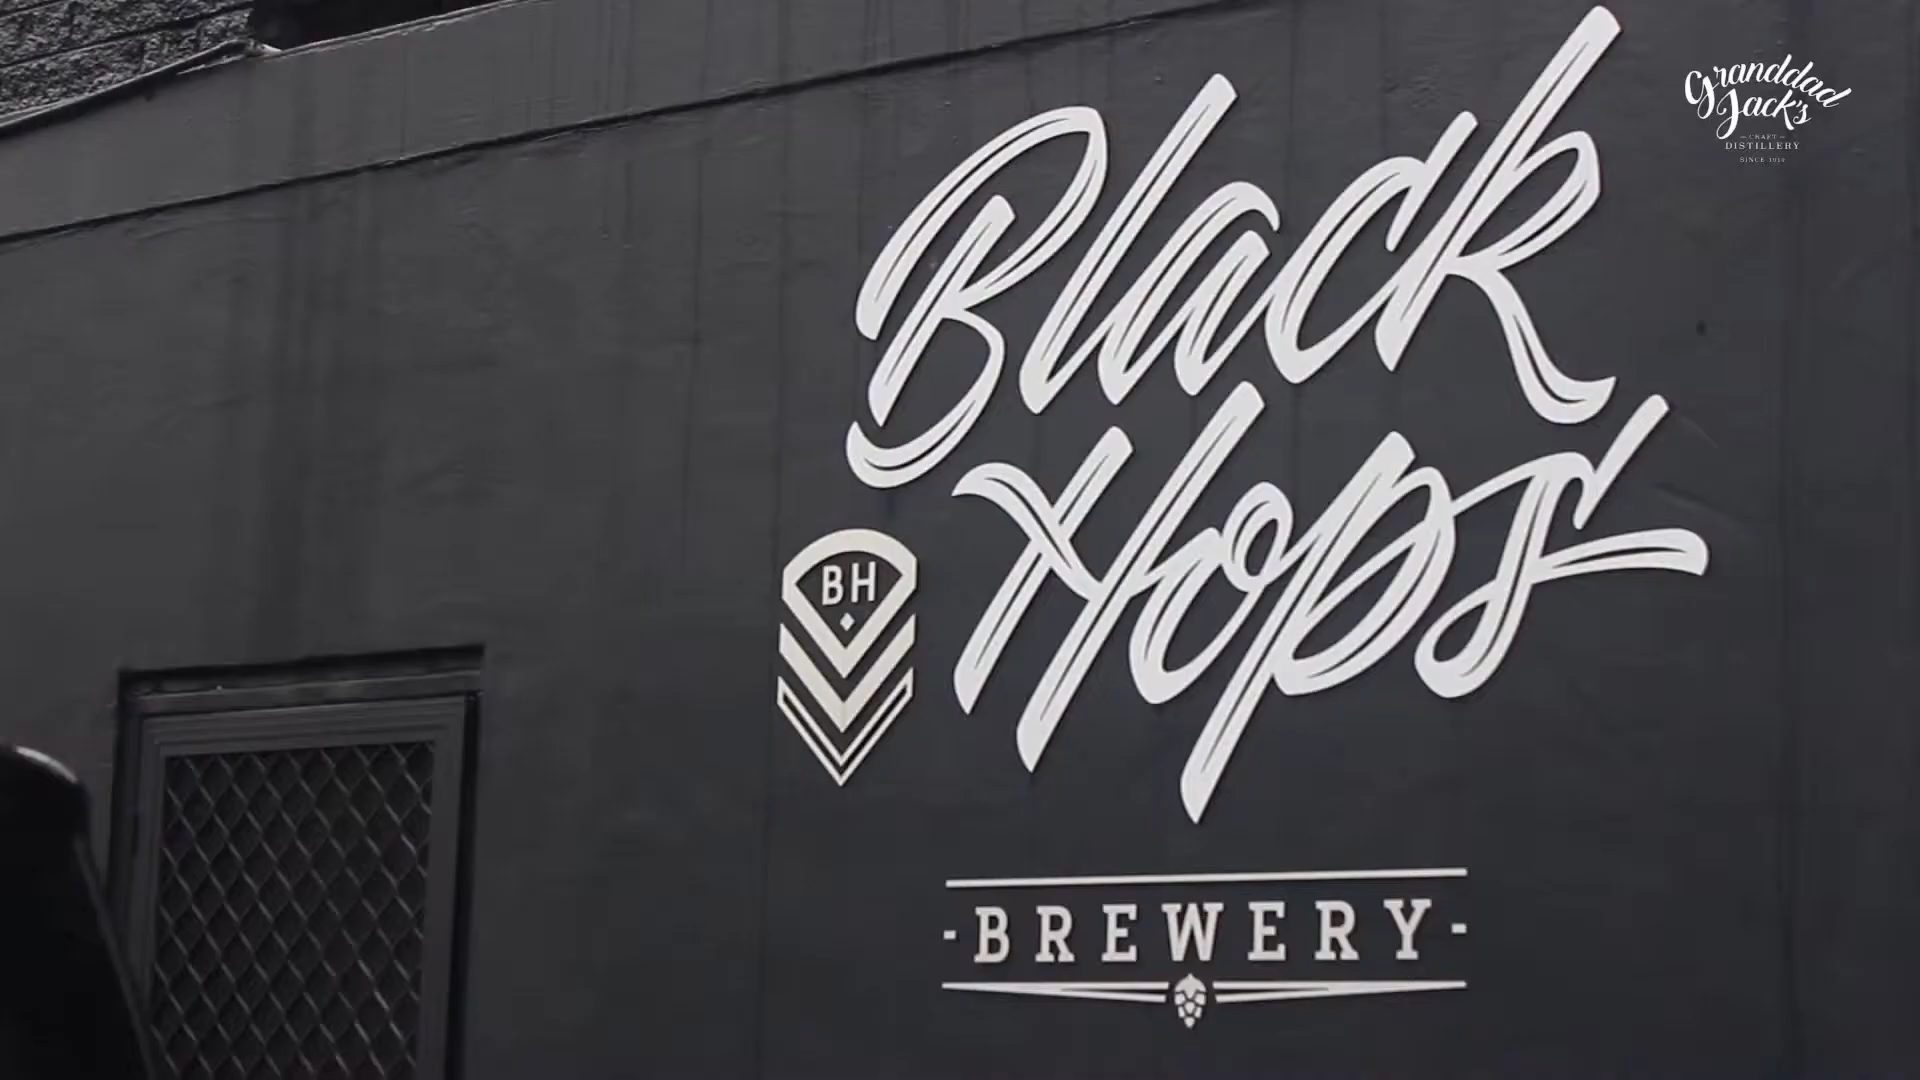 Black
Hops
BH
- BREWERY -
Granddad
Jack's
— CRAFT —
DISTILLERY